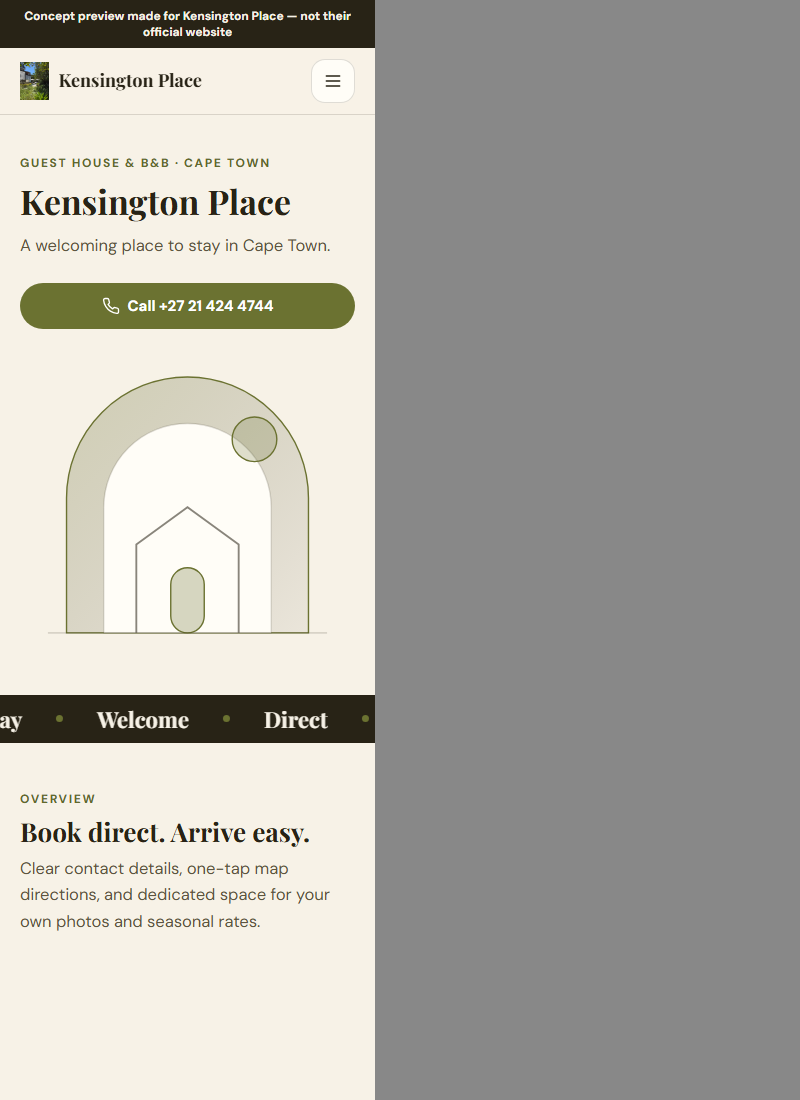 Concept preview made for Kensington Place — not their
official website
Kensington Place
GUEST HOUSE & B&B · CAPE TOWN
Kensington Place
A welcoming place to stay in Cape Town.
Call +27 21 424 4744
ay • Welcome • Direct •
OVERVIEW
Book direct. Arrive easy.
Clear contact details, one-tap map
directions, and dedicated space for your
own photos and seasonal rates.